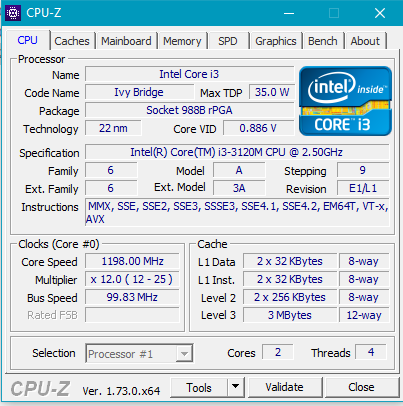 CPU-Z
CPU Caches Mainboard Memory SPD Graphics Bench About
Processor
Name Intel Core i3
Code Name Ivy Bridge Max TDP 35.0 W
Package Socket 988B rPGA
Technology 22 nm Core VID 0.886 V
intel inside™
CORE™ i3
Specification Intel(R) Core(TM) i3-3120M CPU @ 2.50GHz
Family 6 Model A Stepping 9
Ext. Family 6 Ext. Model 3A Revision E1/L1
Instructions MMX, SSE, SSE2, SSE3, SSSE3, SSE4.1, SSE4.2, EM64T, VT-x,
AVX
Clocks (Core #0) Cache
Core Speed 1198.00 MHz L1 Data 2 x 32 KBytes 8-way
Multiplier x 12.0 ( 12 - 25 ) L1 Inst. 2 x 32 KBytes 8-way
Bus Speed 99.83 MHz Level 2 2 x 256 KBytes 8-way
Rated FSB Level 3 3 MBytes 12-way
Selection Processor #1 Cores 2 Threads 4
CPU-Z Ver. 1.73.0.x64 Tools Validate Close